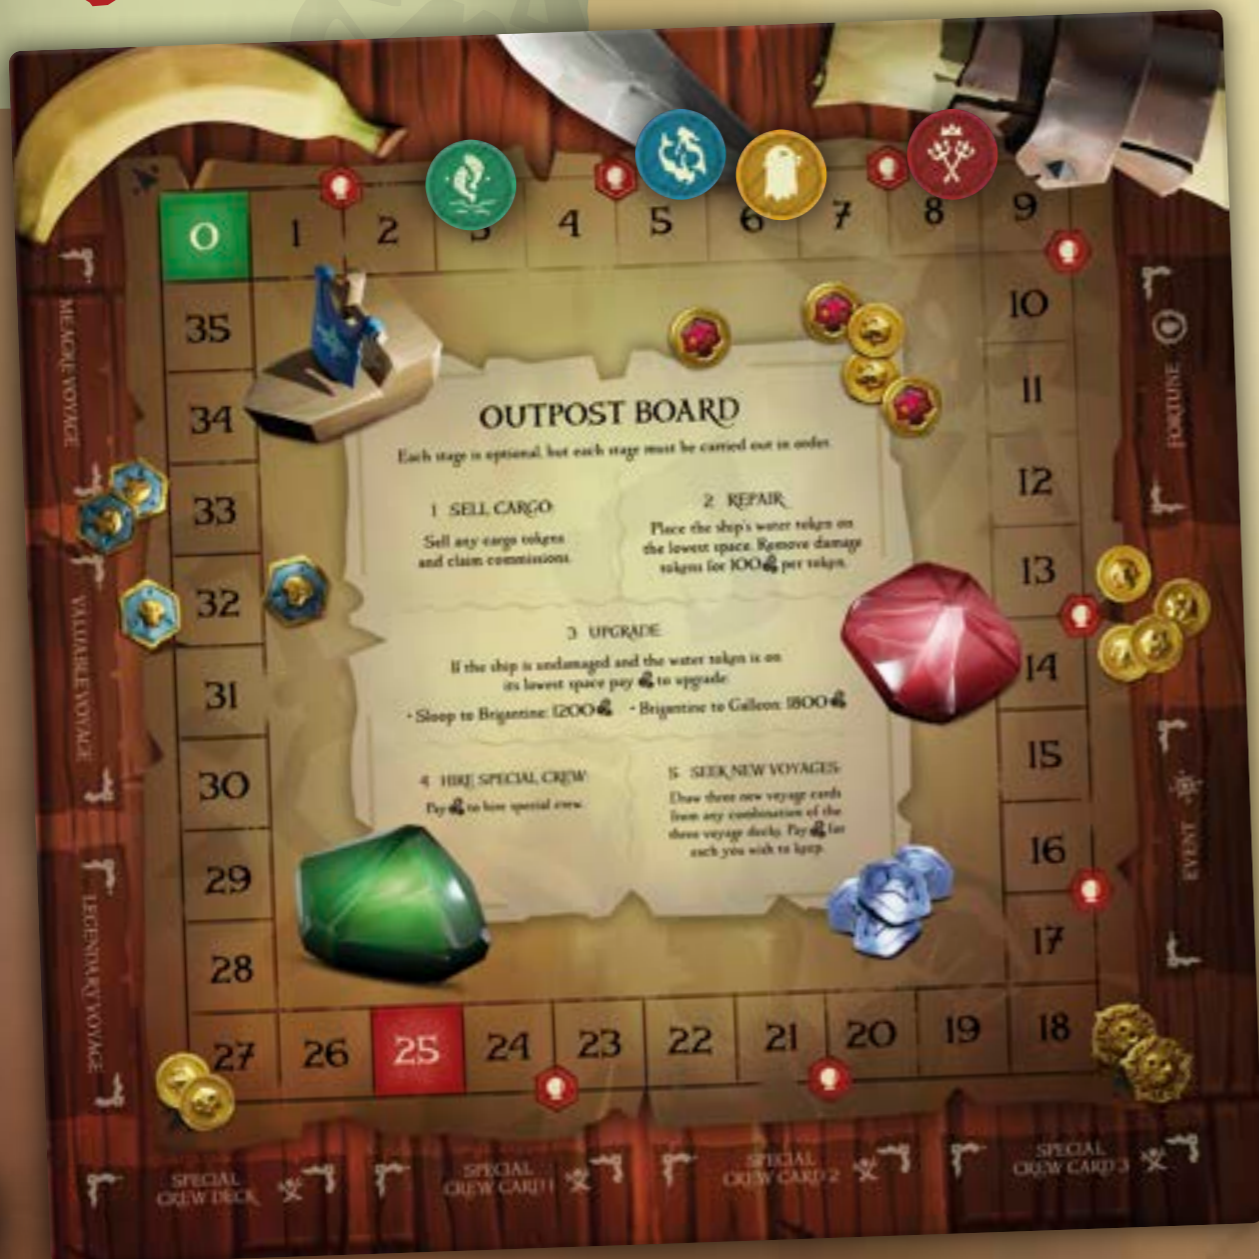 0 1 2 3 4 5 6 7 8 9
35 10
34 11
33 12
32 13
31 14
30 15
29 16
28 17
27 26 25 24 23 22 21 20 19 18
OUTPOST BOARD
Each stage is optional, but each stage must be carried out in order.
1 SELL CARGO:
Sell any cargo tokens
and claim commissions.
2 REPAIR:
Place the ship's water token on
the lowest space. Remove damage
tokens for 100 per token.
3 UPGRADE:
If the ship is undamaged and the water token is on
its lowest space pay to upgrade:
• Sloop to Brigantine: 1200 • Brigantine to Galleon: 1800
4 HIRE SPECIAL CREW:
Pay to hire special crew.
5 SEEK NEW VOYAGES:
Draw three new voyage cards
from any combination of the
three voyage decks. Pay for
each you wish to keep.
MEAGRE VOYAGE
VALUABLE VOYAGE
LEGENDARY VOYAGE
FORTUNE
EVENT
SPECIAL
CREW DECK
SPECIAL
CREW CARD 1
SPECIAL
CREW CARD 2
SPECIAL
CREW CARD 3